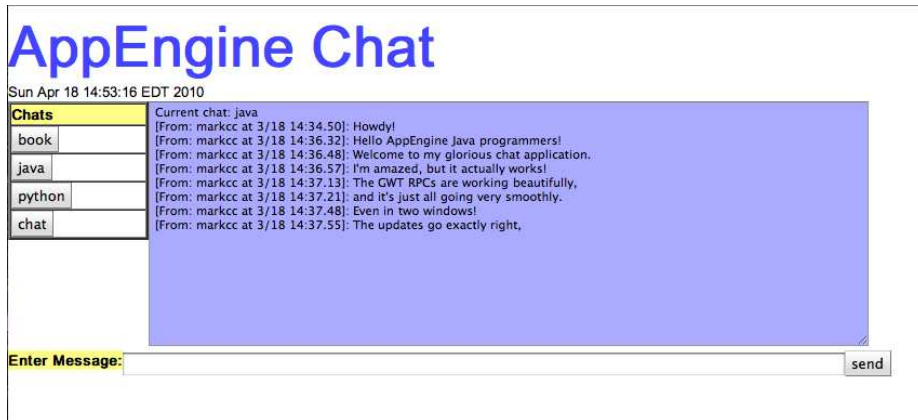 AppEngine Chat
Sun Apr 18 14:53:16 EDT 2010
Chats
book
java
python
chat
Current chat: java
[From: markcc at 3/18 14:34.50]: Howdy!
[From: markcc at 3/18 14:36.32]: Hello AppEngine Java programmers!
[From: markcc at 3/18 14:36.48]: Welcome to my glorious chat application.
[From: markcc at 3/18 14:36.57]: I'm amazed, but it actually works!
[From: markcc at 3/18 14:37.13]: The GWT RPCs are working beautifully,
[From: markcc at 3/18 14:37.21]: and it's just all going very smoothly.
[From: markcc at 3/18 14:37.48]: Even in two windows!
[From: markcc at 3/18 14:37.55]: The updates go exactly right,
Enter Message:
send